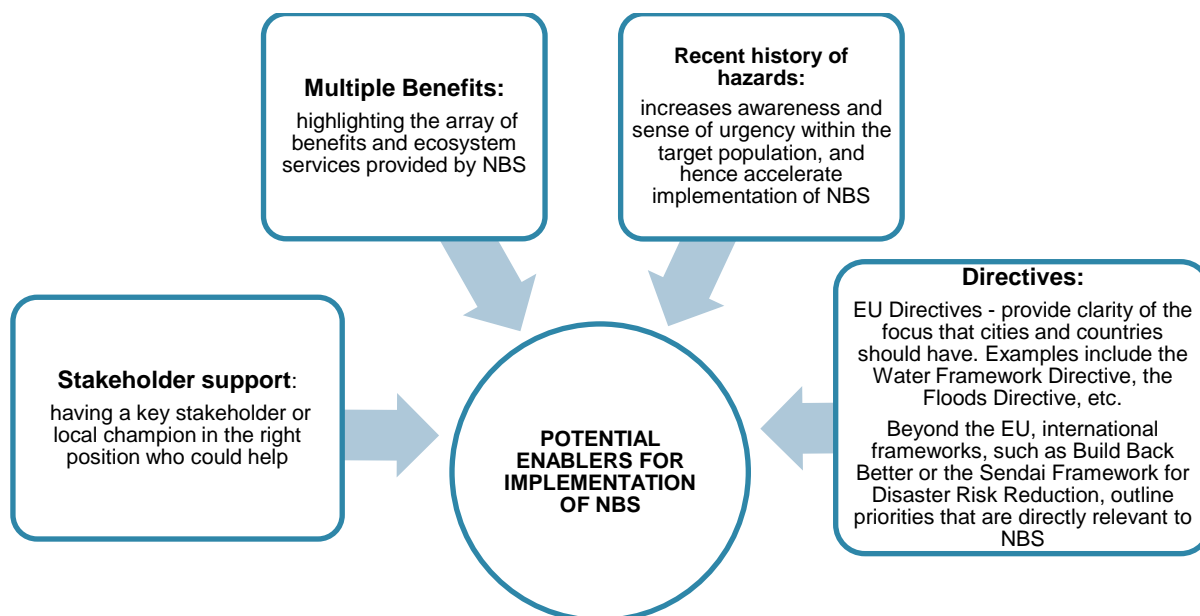 Multiple Benefits:
highlighting the array of
benefits and ecosystem
services provided by NBS
Recent history of
hazards:
increases awareness and
sense of urgency within the
target population, and
hence accelerate
implementation of NBS
Stakeholder support:
having a key stakeholder or
local champion in the right
position who could help
Directives:
EU Directives - provide clarity of the
focus that cities and countries
should have. Examples include the
Water Framework Directive, the
Floods Directive, etc.
Beyond the EU, international
frameworks, such as Build Back
Better or the Sendai Framework for
Disaster Risk Reduction, outline
priorities that are directly relevant to
NBS
POTENTIAL
ENABLERS FOR
IMPLEMENTATION
OF NBS